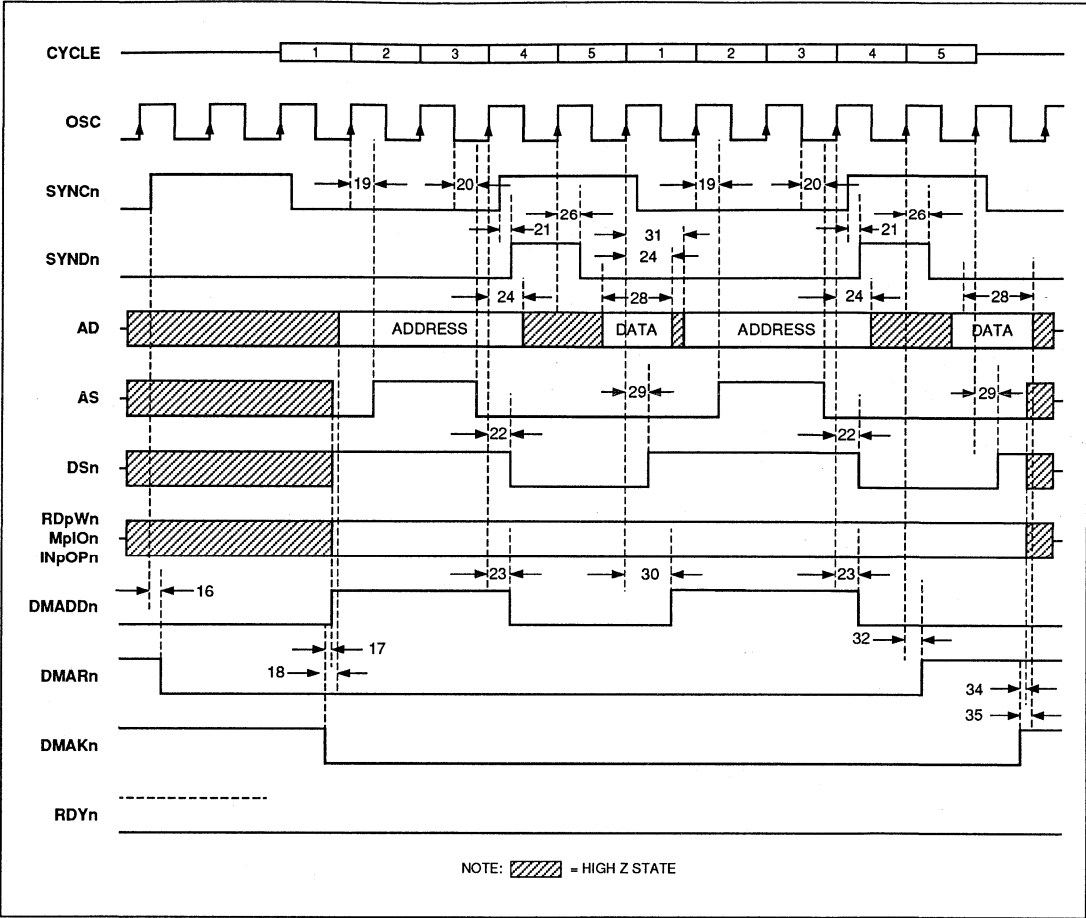 CYCLE 1 2 3 4 5 1 2 3 4 5
OSC
SYNCn 19 20 19 20
26 26
21 31 21
SYNDn 24
24 28 24 28
AD ADDRESS DATA ADDRESS DATA
AS 29 29
22 22
DSn
RDpWn
MpIOn
INpOPn
23 30 23
16
DMADDn
17 32
18
DMARn 34
35
DMAKn
RDYn
NOTE: = HIGH Z STATE